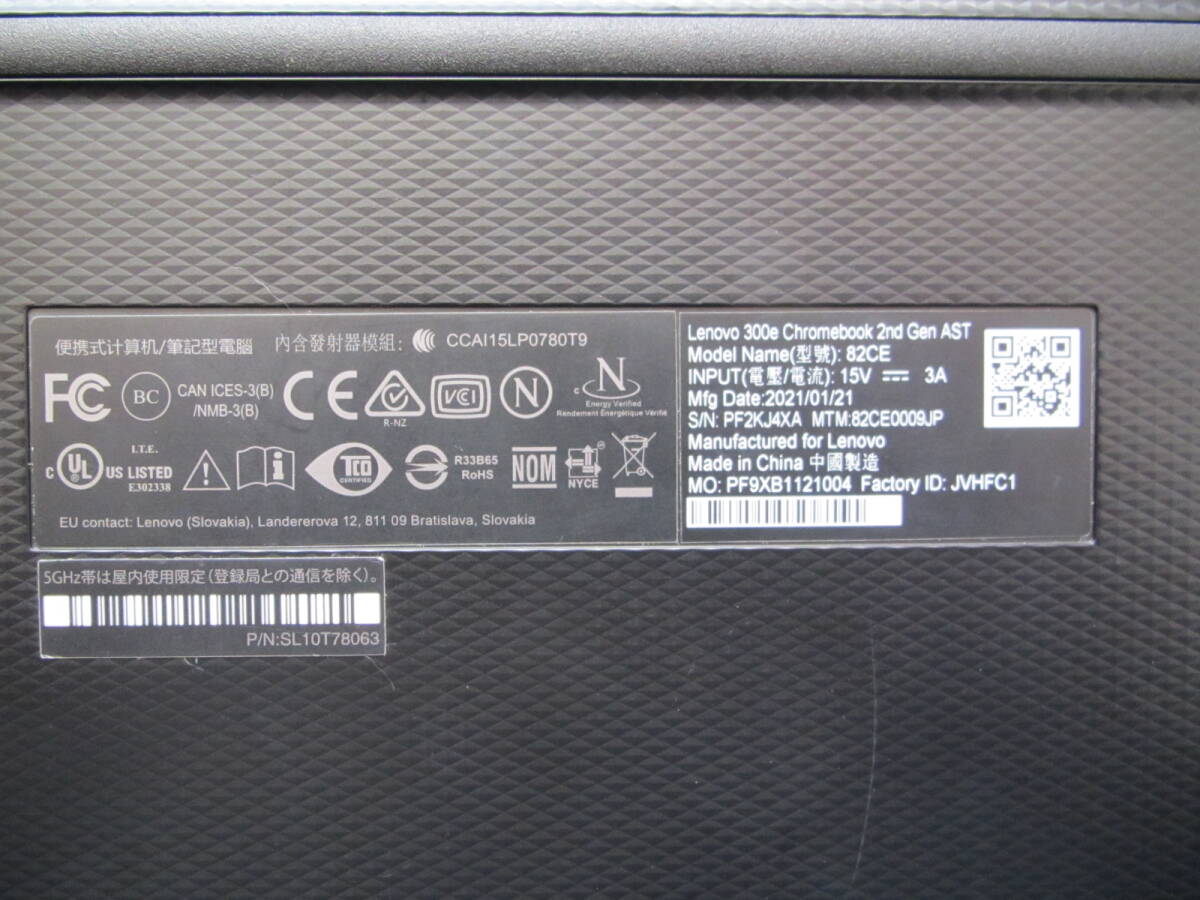 便携式计算机/筆記型電腦 內含發射器模組: CCAI15LP0780T9
FC
BC
CAN ICES-3(B)
/NMB-3(B)
CE
R-NZ
VCI
N
c N
Energy Verified
Rendement Énergétique Vérifié
I.T.E.
c UL US LISTED
E302338
TCO
CERTIFIED
R33B65
RoHS
NOM
NYCE
EU contact: Lenovo (Slovakia), Landererova 12, 811 09 Bratislava, Slovakia
Lenovo 300e Chromebook 2nd Gen AST
Model Name(型號): 82CE
INPUT(電壓/電流): 15V ⎓ 3A
Mfg Date:2021/01/21
S/N: PF2KJ4XA MTM:82CE0009JP
Manufactured for Lenovo
Made in China 中國製造
MO: PF9XB1121004 Factory ID: JVHFC1
5GHz帯は屋内使用限定(登録局との通信を除く)。
P/N:SL10T78063